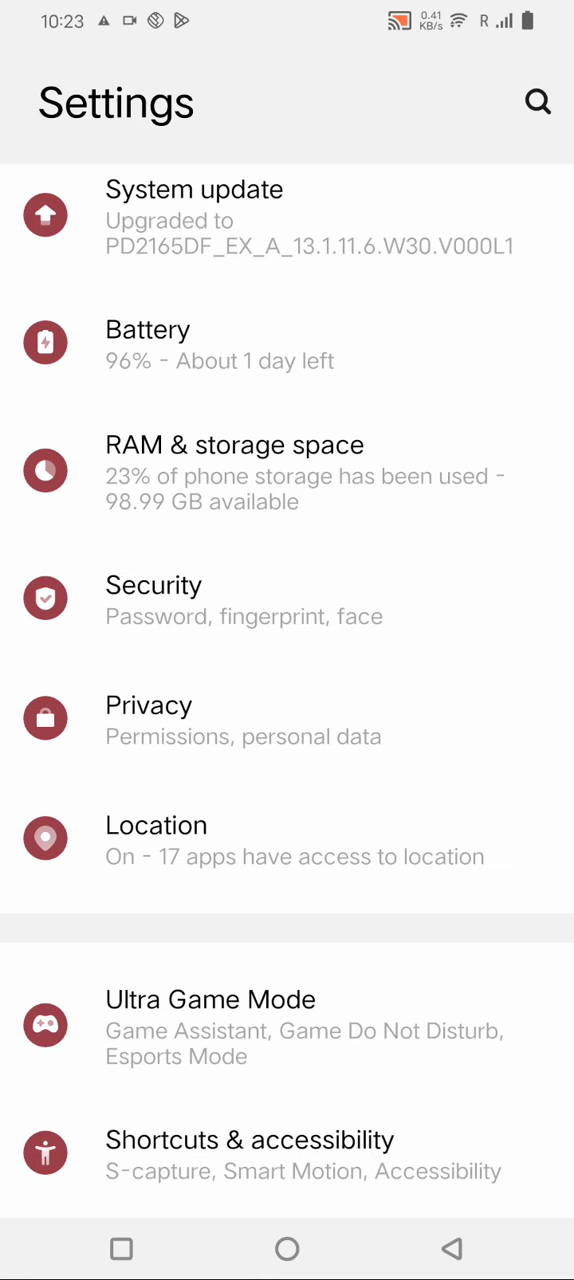 10:23
0.41
KB/s
R
Settings
System update
Upgraded to
PD2165DF_EX_A_13.1.11.6.W30.V000L1
Battery
96% - About 1 day left
RAM & storage space
23% of phone storage has been used -
98.99 GB available
Security
Password, fingerprint, face
Privacy
Permissions, personal data
Location
On - 17 apps have access to location
Ultra Game Mode
Game Assistant, Game Do Not Disturb,
Esports Mode
Shortcuts & accessibility
S-capture, Smart Motion, Accessibility